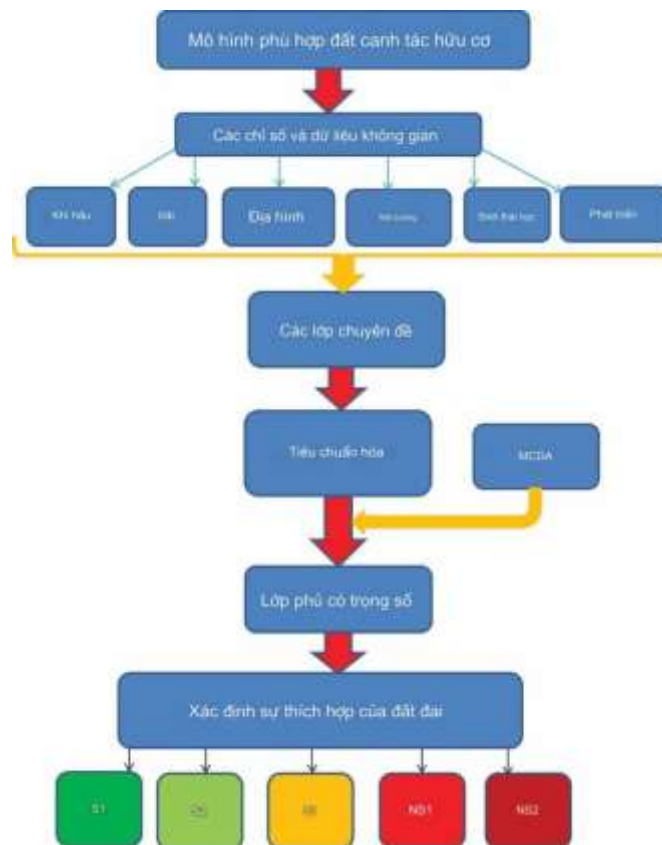 Mô hình phù hợp đất canh tác hữu cơ
Các chỉ số và dữ liệu không gian
Khí hậu
Đất
Địa hình
Sinh thái học
Phát triển
Các lớp chuyên đề
Tiêu chuẩn hóa
MCDA
Lớp phủ có trọng số
Xác định sự thích hợp của đất đai
S1
NS1
NS2